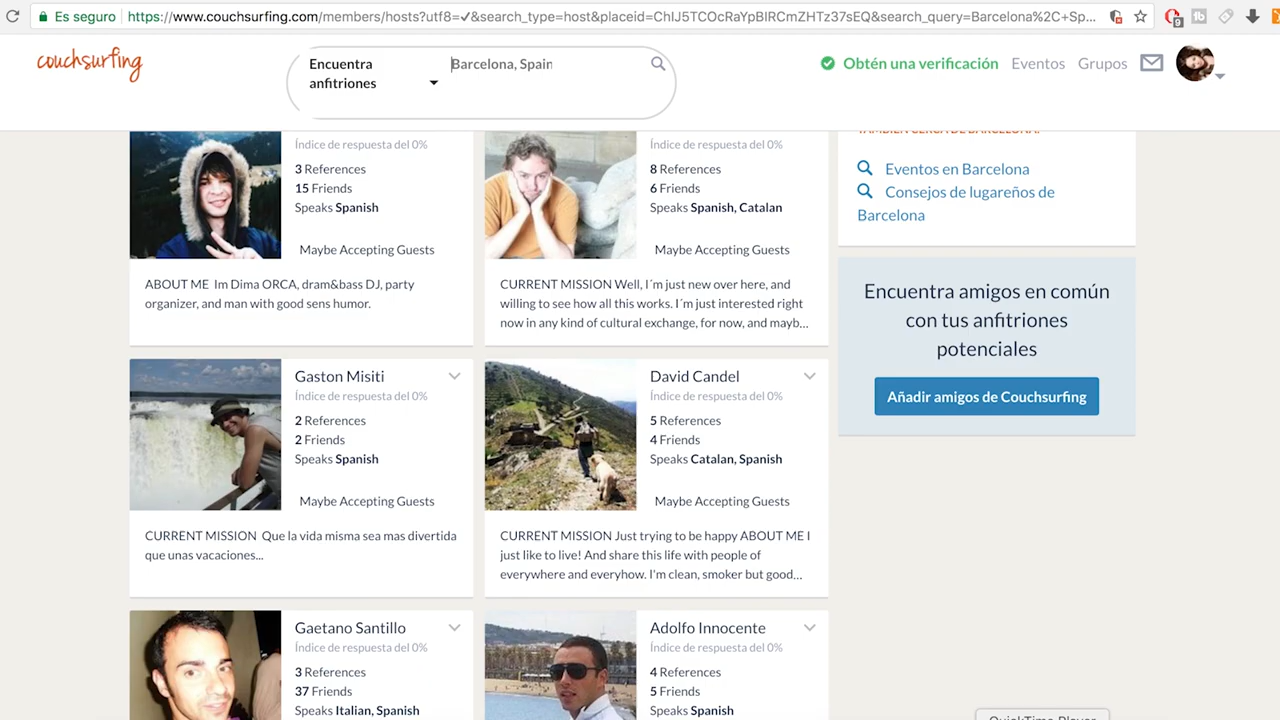 Es seguro
https://www.couchsurfing.com/members/hosts?utf8=✓&search_type=host&placeid=ChIJ5TCOcRaYpBIRCmZHTz37sEQ&search_query=Barcelona%2C+Sp...
9
couchsurfing
Encuentra
anfitriones
Barcelona, Spain
Obtén una verificación
Eventos
Grupos
Índice de respuesta del 0%
3 References
15 Friends
Speaks Spanish
Maybe Accepting Guests
ABOUT ME Im Dima ORCA, dram&bass DJ, party
organizer, and man with good sens humor.
Índice de respuesta del 0%
8 References
6 Friends
Speaks Spanish, Catalan
Maybe Accepting Guests
CURRENT MISSION Well, I´m just new over here, and
willing to see how all this works. I´m just interested right
now in any kind of cultural exchange, for now, and mayb...
Gaston Misiti
Índice de respuesta del 0%
2 References
2 Friends
Speaks Spanish
Maybe Accepting Guests
CURRENT MISSION Que la vida misma sea mas divertida
que unas vacaciones...
David Candel
Índice de respuesta del 0%
5 References
4 Friends
Speaks Catalan, Spanish
Maybe Accepting Guests
CURRENT MISSION Just trying to be happy ABOUT ME I
just like to live! And share this life with people of
everywhere and everyhow. I'm clean, smoker but good...
Gaetano Santillo
Índice de respuesta del 0%
3 References
37 Friends
Speaks Italian, Spanish
Adolfo Innocente
Índice de respuesta del 0%
4 References
5 Friends
Speaks Spanish
TAMBIÉN CERCA DE BARCELONA:
Eventos en Barcelona
Consejos de lugareños de
Barcelona
Encuentra amigos en común
con tus anfitriones
potenciales
Añadir amigos de Couchsurfing
QuickTime Player